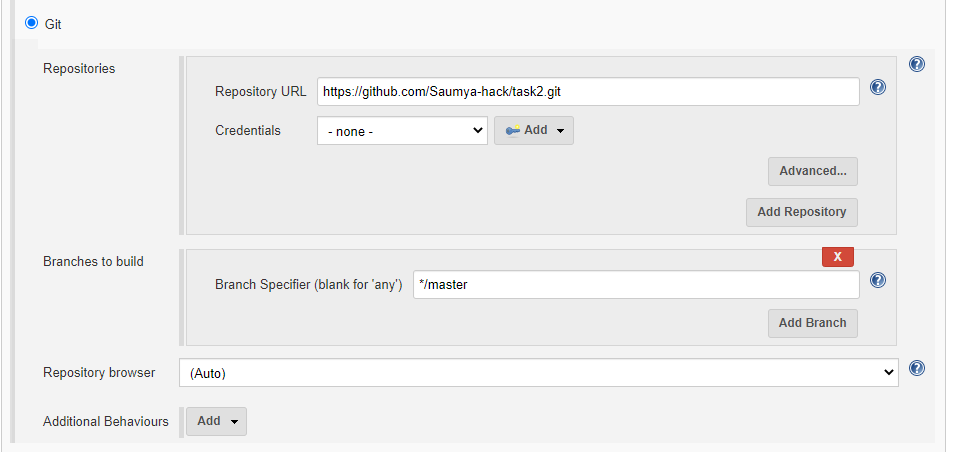 Git
Repositories
Repository URL https://github.com/Saumya-hack/task2.git
Credentials - none - Add
Advanced...
Add Repository
Branches to build
X
Branch Specifier (blank for 'any') */master
Add Branch
Repository browser (Auto)
Additional Behaviours Add